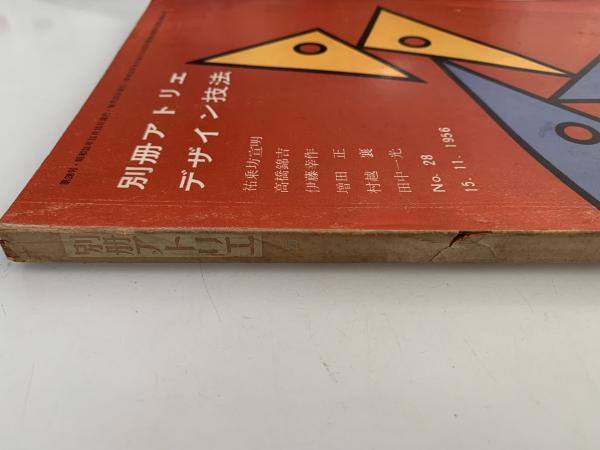 別冊アトリエ
デザイン技法
祐乗坊宣明
高橋錦吉
伊藤幸作
増田 正
村越 襄
田中一光
No. 28
15. 11. 1956
別冊アトリエ